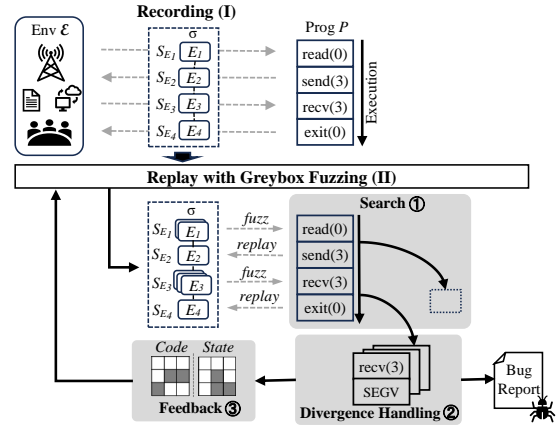 Recording (I)
Env ℰ
σ
Prog P
S_E1 E1 read(0)
S_E2 E2 send(3)
S_E3 E3 recv(3)
S_E4 E4 exit(0)
Execution
Replay with Greybox Fuzzing (II)
σ
Search ①
S_E1 E1 fuzz read(0)
S_E2 E2 replay send(3)
S_E3 E3 fuzz recv(3)
S_E4 E4 replay exit(0)
Code State
Feedback ③
recv(3)
SEGV
Divergence Handling ②
Bug
Report